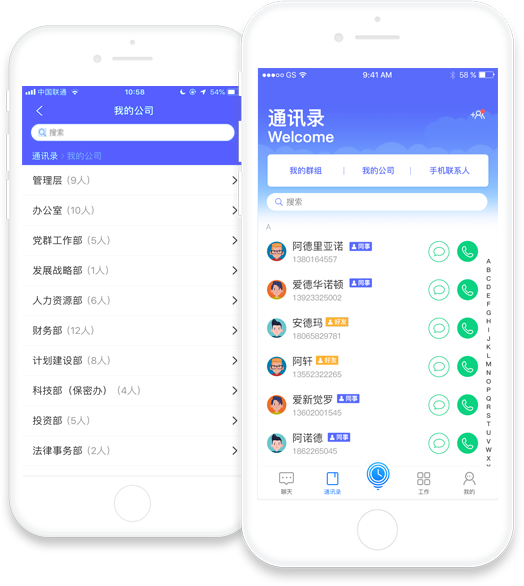 中国联通
10:58
54%
我的公司
搜索
通讯录 > 我的公司
管理层 (9人)
办公室 (10人)
党群工作部 (5人)
发展战略部 (1人)
人力资源部 (6人)
财务部 (12人)
计划建设部 (8人)
科技部（保密办） (4人)
投资部 (5人)
法律事务部 (2人)
GS
9:41 AM
58 %
通讯录
Welcome
我的群组
我的公司
手机联系人
搜索
A
阿德里亚诺 同事
1380164557
爱德华诺顿 同事
13923325002
安德玛 好友
18065829781
阿轩 好友
13552322265
爱新觉罗 同事
13602001545
阿诺德 同事
1862265045
A
B
C
D
E
F
G
H
I
J
K
L
M
N
O
P
Q
R
S
T
U
V
W
X
聊天
通讯录
工作
我的